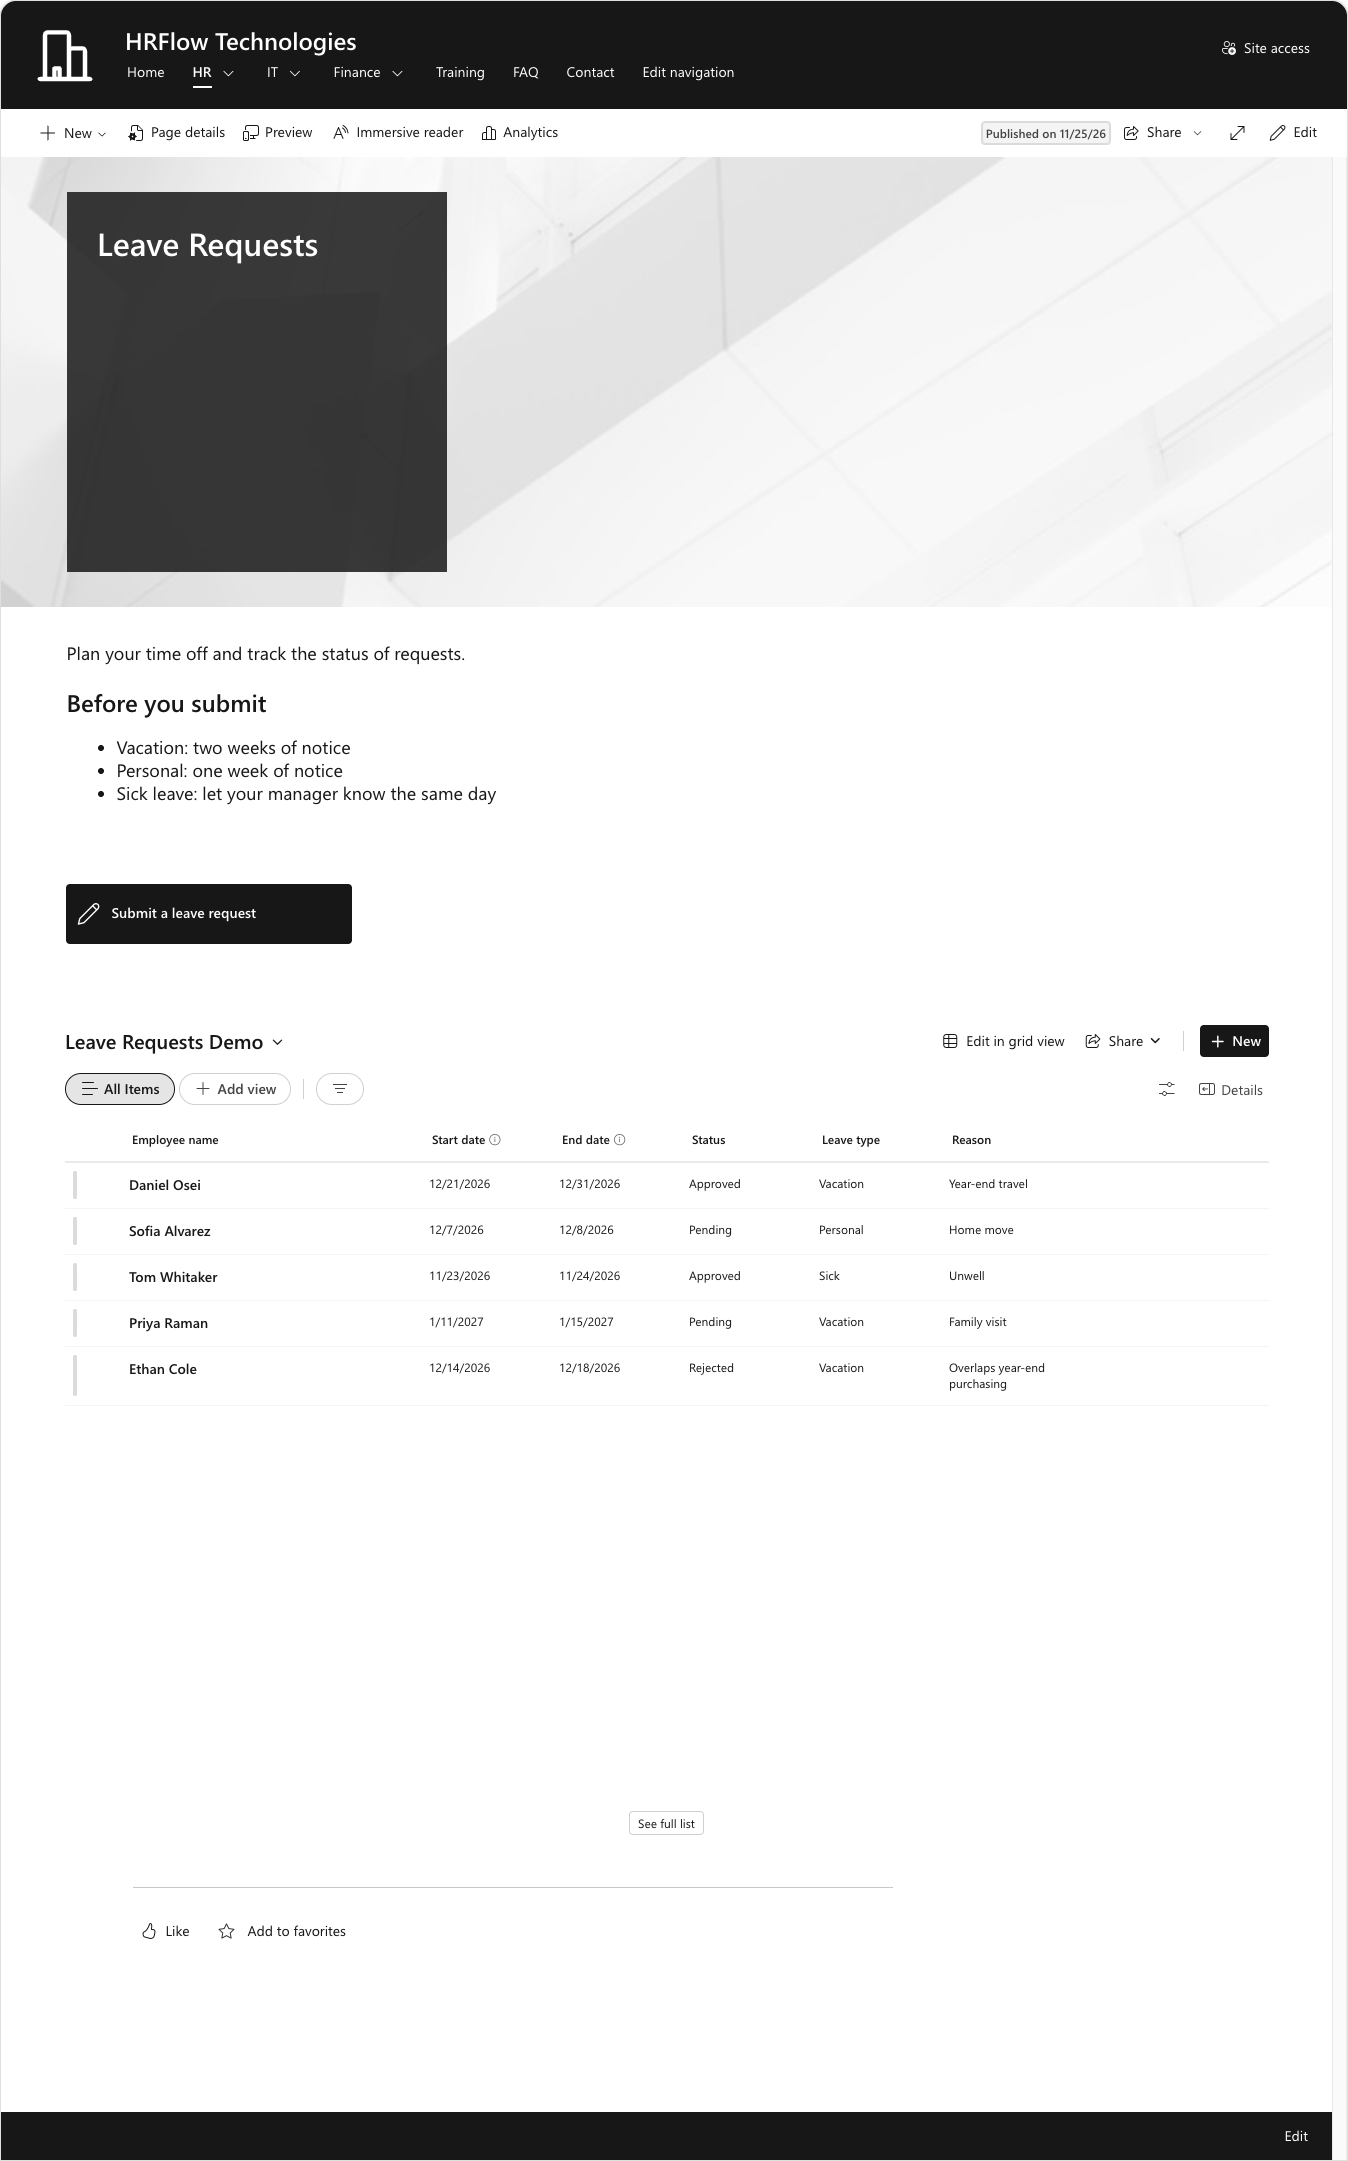 HRFlow Technologies
Site access
Home HR IT Finance Training FAQ Contact Edit navigation
New Page details Preview Immersive reader Analytics Published on 11/25/26 Share Edit
Leave Requests
Plan your time off and track the status of requests.
Before you submit
• Vacation: two weeks of notice
• Personal: one week of notice
• Sick leave: let your manager know the same day
Submit a leave request
Leave Requests Demo Edit in grid view Share New
All Items Add view Details
Employee name Start date End date Status Leave type Reason
Daniel Osei 12/21/2026 12/31/2026 Approved Vacation Year-end travel
Sofia Alvarez 12/7/2026 12/8/2026 Pending Personal Home move
Tom Whitaker 11/23/2026 11/24/2026 Approved Sick Unwell
Priya Raman 1/11/2027 1/15/2027 Pending Vacation Family visit
Ethan Cole 12/14/2026 12/18/2026 Rejected Vacation Overlaps year-end
purchasing
See full list
Like Add to favorites
Edit